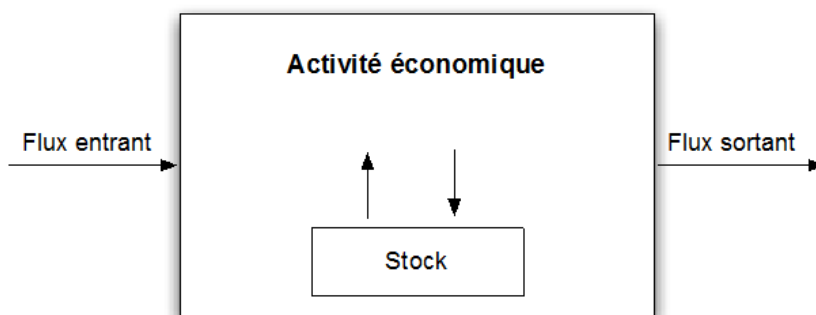 Activité économique
Flux entrant
Flux sortant
Stock